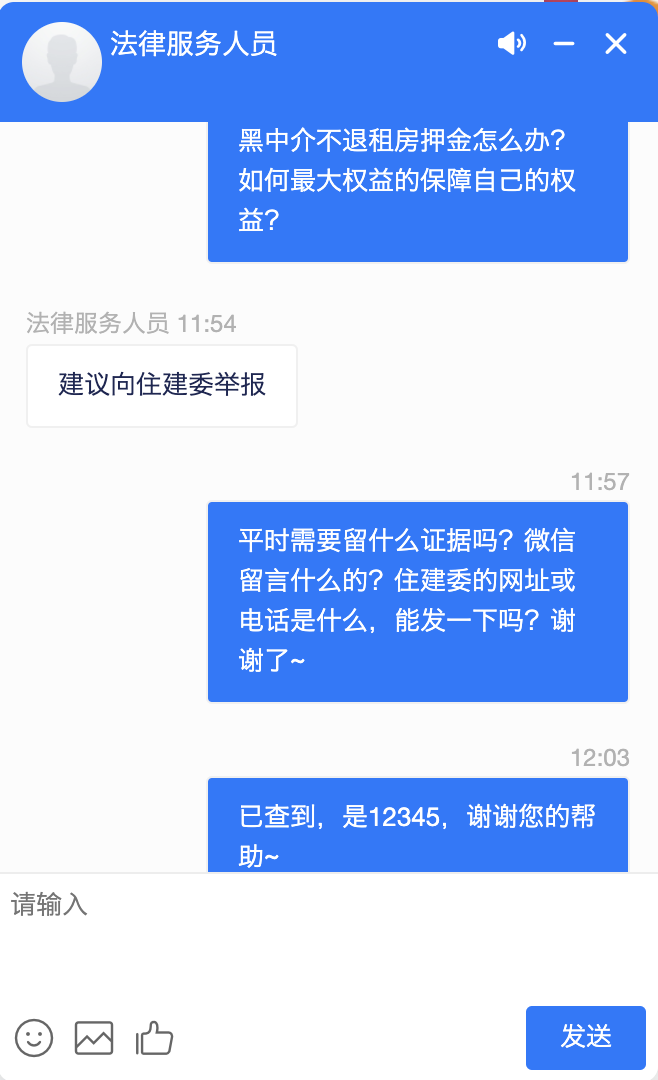 法律服务人员
黑中介不退租房押金怎么办?
如何最大权益的保障自己的权
益?
法律服务人员 11:54
建议向住建委举报
11:57
平时需要留什么证据吗? 微信
留言什么的? 住建委的网址或
电话是什么，能发一下吗? 谢
谢了~
12:03
已查到，是12345，谢谢您的帮
助~
请输入
发送